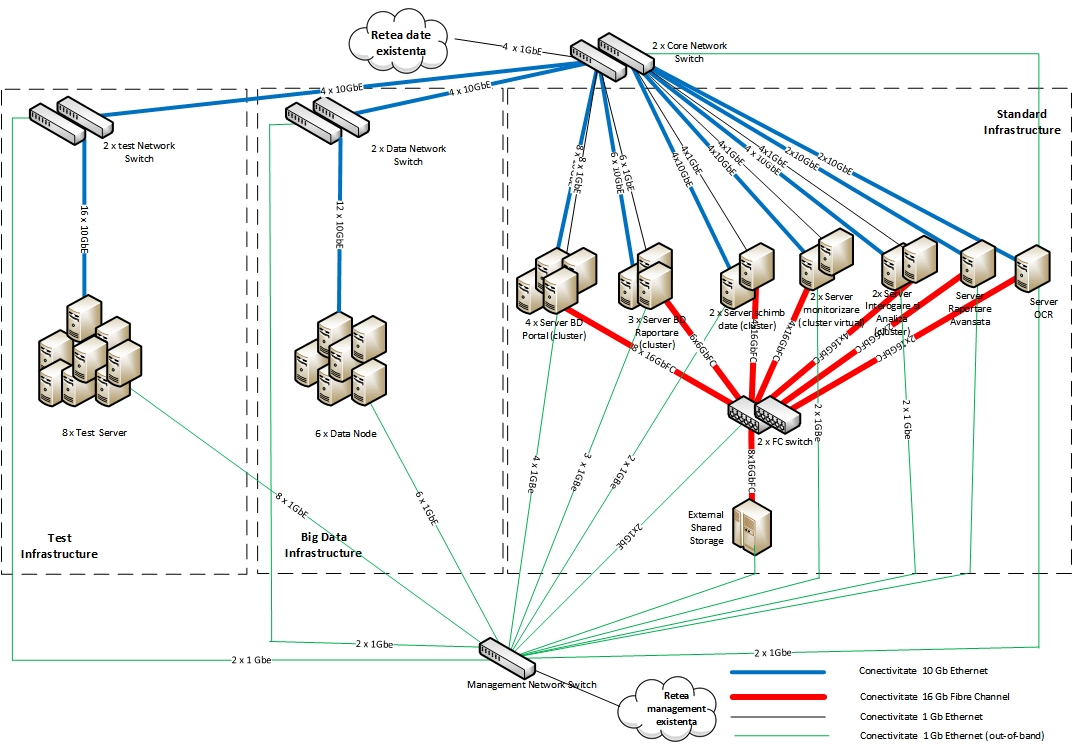 Retea date
existenta
4 x 1GbE
2 x Core Network
Switch
4 x 10GbE
4 x 10GbE
Standard
Infrastructure
2 x test Network
Switch
2 x Data Network
Switch
8 x 1GbE
6 x 10GbE
6 x 1GbE
4x10GbE
4x1GbE
4x10GbE
4x1GbE
4 x 10GbE
4x1GbE
2x10GbE
2x10GbE
16 x 10GbE
12 x 10GbE
4 x Server BD
Portal (cluster)
3 x Server BD
Raportare
(cluster)
2 x Server schimb
date (cluster)
2 x Server
monitorizare
(cluster virtual)
2x Server
Interogare si
Analiza
(cluster)
Server
Raportare
Avansata
Server
OCR
8 x 16GbFC
6x6GbFC
4x16GbFC
4x16GbFC
4x16GbFC
2x16GbFC
2 x FC switch
8x16GbFC
8 x Test Server
6 x Data Node
External
Shared
Storage
8 x 1GbE
6 x 1GbE
4 x 1GBe
3 x 1GBe
2 x 1GBe
2x1GbE
2 x 1GBe
2 x 1 Gbe
Test
Infrastructure
Big Data
Infrastructure
2 x 1Gbe
2 x 1 Gbe
2 x 1Gbe
Management Network Switch
Retea
management
existenta
Conectivitate 10 Gb Ethernet
Conectivitate 16 Gb Fibre Channel
Conectivitate 1 Gb Ethernet
Conectivitate 1 Gb Ethernet (out-of-band)